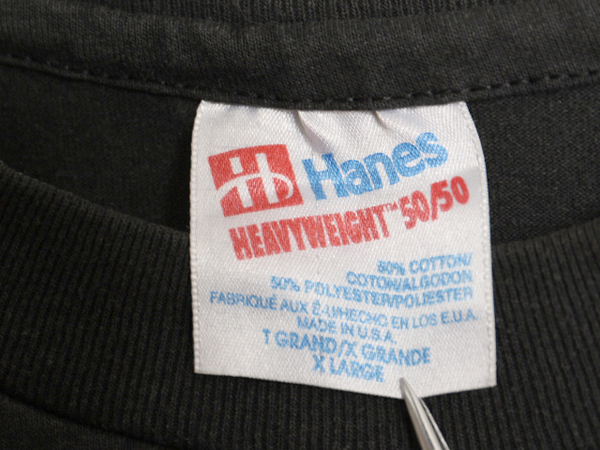 H Hanes
HEAVYWEIGHT™ 50/50
50% COTTON/
COTON/ALGODON
50% POLYESTER/POLIESTER
FABRIQUÉ AUX É-U/HECHO EN LOS E.U.A.
MADE IN U.S.A.
T GRAND/X GRANDE
X LARGE